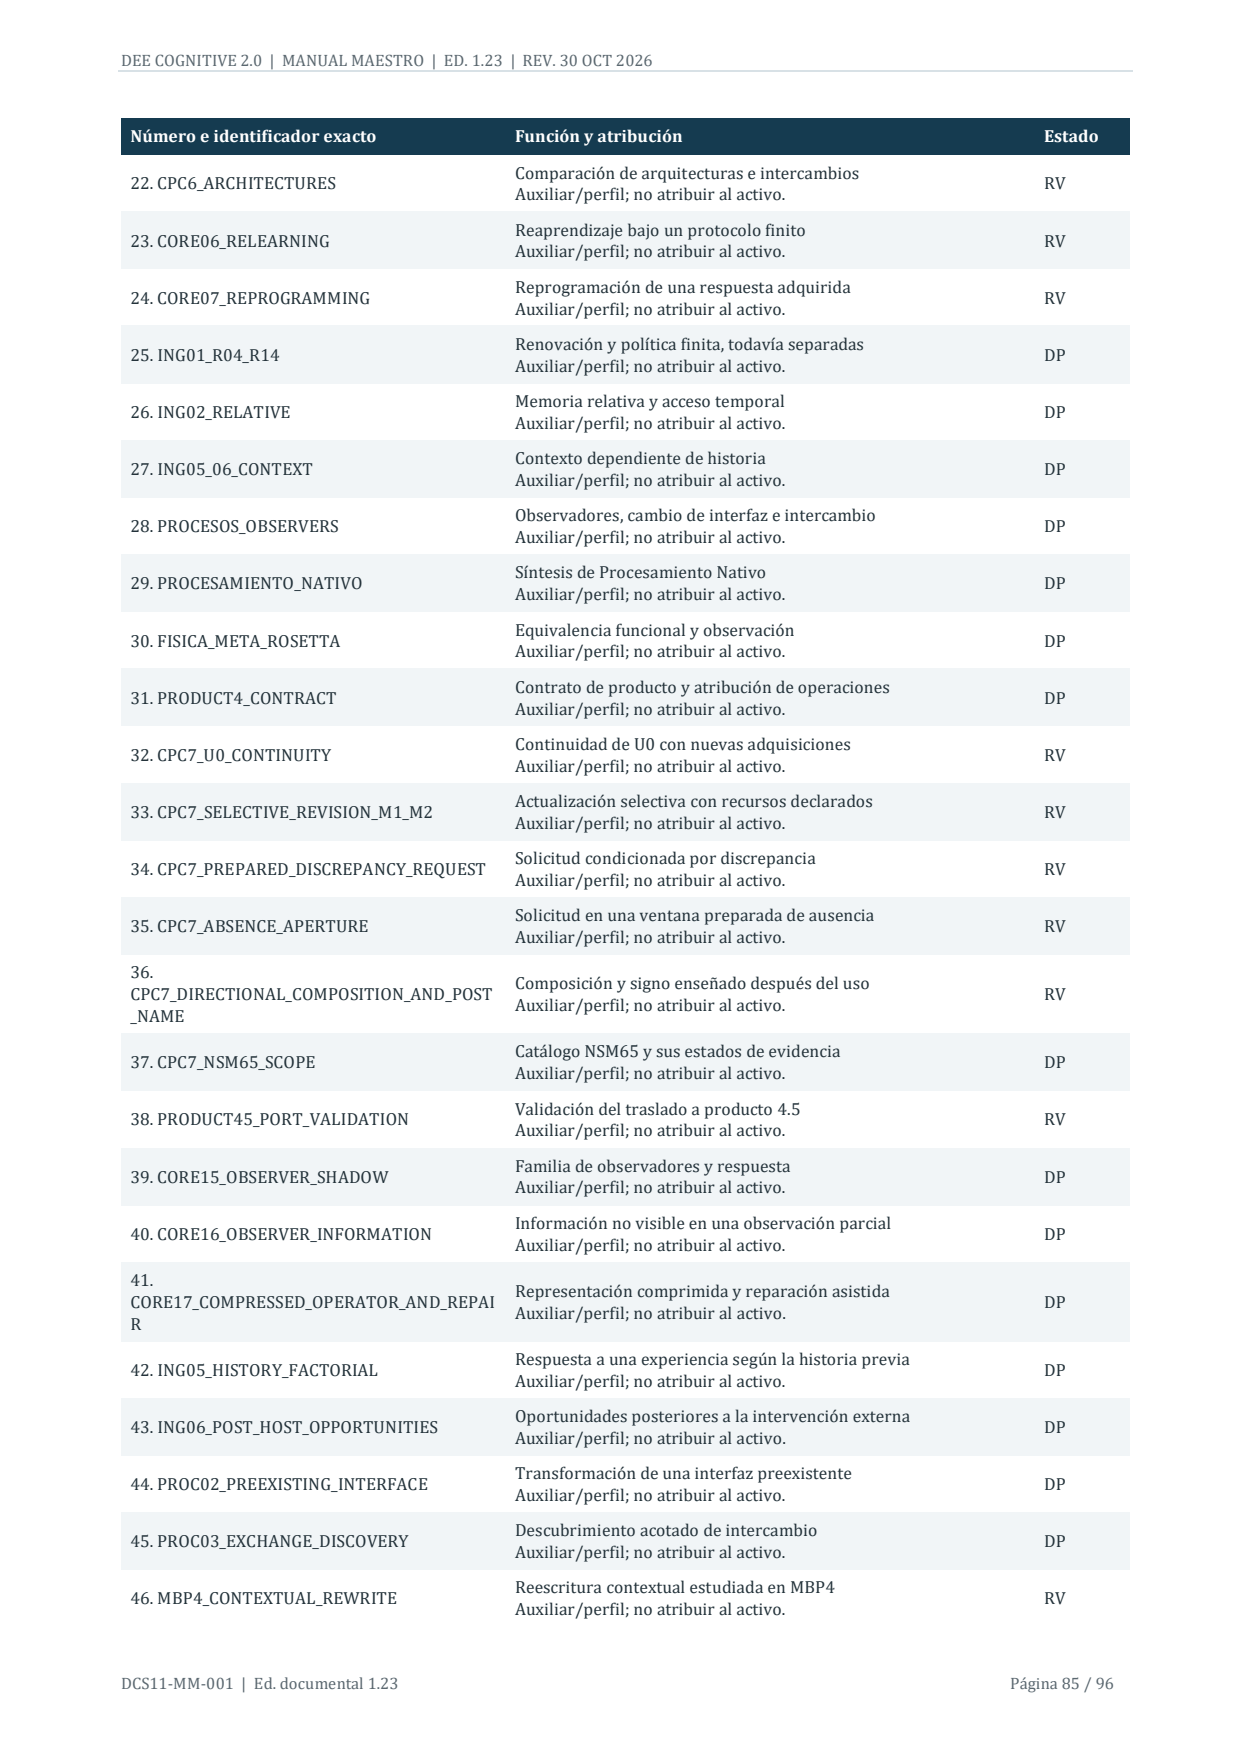 DEE COGNITIVE 2.0 | MANUAL MAESTRO | ED. 1.23 | REV. 30 OCT 2026
Número e identificador exacto Función y atribución Estado
22. CPC6_ARCHITECTURES Comparación de arquitecturas e intercambios RV
Auxiliar/perfil; no atribuir al activo.
23. CORE06_RELEARNING Reaprendizaje bajo un protocolo finito RV
Auxiliar/perfil; no atribuir al activo.
24. CORE07_REPROGRAMMING Reprogramación de una respuesta adquirida RV
Auxiliar/perfil; no atribuir al activo.
25. ING01_R04_R14 Renovación y política finita, todavía separadas DP
Auxiliar/perfil; no atribuir al activo.
26. ING02_RELATIVE Memoria relativa y acceso temporal DP
Auxiliar/perfil; no atribuir al activo.
27. ING05_06_CONTEXT Contexto dependiente de historia DP
Auxiliar/perfil; no atribuir al activo.
28. PROCESOS_OBSERVERS Observadores, cambio de interfaz e intercambio DP
Auxiliar/perfil; no atribuir al activo.
29. PROCESAMIENTO_NATIVO Síntesis de Procesamiento Nativo DP
Auxiliar/perfil; no atribuir al activo.
30. FISICA_META_ROSETTA Equivalencia funcional y observación DP
Auxiliar/perfil; no atribuir al activo.
31. PRODUCT4_CONTRACT Contrato de producto y atribución de operaciones DP
Auxiliar/perfil; no atribuir al activo.
32. CPC7_U0_CONTINUITY Continuidad de U0 con nuevas adquisiciones RV
Auxiliar/perfil; no atribuir al activo.
33. CPC7_SELECTIVE_REVISION_M1_M2 Actualización selectiva con recursos declarados RV
Auxiliar/perfil; no atribuir al activo.
34. CPC7_PREPARED_DISCREPANCY_REQUEST Solicitud condicionada por discrepancia RV
Auxiliar/perfil; no atribuir al activo.
35. CPC7_ABSENCE_APERTURE Solicitud en una ventana preparada de ausencia RV
Auxiliar/perfil; no atribuir al activo.
36.
CPC7_DIRECTIONAL_COMPOSITION_AND_POST
_NAME
Composición y signo enseñado después del uso RV
Auxiliar/perfil; no atribuir al activo.
37. CPC7_NSM65_SCOPE Catálogo NSM65 y sus estados de evidencia DP
Auxiliar/perfil; no atribuir al activo.
38. PRODUCT45_PORT_VALIDATION Validación del traslado a producto 4.5 RV
Auxiliar/perfil; no atribuir al activo.
39. CORE15_OBSERVER_SHADOW Familia de observadores y respuesta DP
Auxiliar/perfil; no atribuir al activo.
40. CORE16_OBSERVER_INFORMATION Información no visible en una observación parcial DP
Auxiliar/perfil; no atribuir al activo.
41.
CORE17_COMPRESSED_OPERATOR_AND_REPAI
R
Representación comprimida y reparación asistida DP
Auxiliar/perfil; no atribuir al activo.
42. ING05_HISTORY_FACTORIAL Respuesta a una experiencia según la historia previa DP
Auxiliar/perfil; no atribuir al activo.
43. ING06_POST_HOST_OPPORTUNITIES Oportunidades posteriores a la intervención externa DP
Auxiliar/perfil; no atribuir al activo.
44. PROC02_PREEXISTING_INTERFACE Transformación de una interfaz preexistente DP
Auxiliar/perfil; no atribuir al activo.
45. PROC03_EXCHANGE_DISCOVERY Descubrimiento acotado de intercambio DP
Auxiliar/perfil; no atribuir al activo.
46. MBP4_CONTEXTUAL_REWRITE Reescritura contextual estudiada en MBP4 RV
Auxiliar/perfil; no atribuir al activo.
DCS11-MM-001 | Ed. documental 1.23 Página 85 / 96